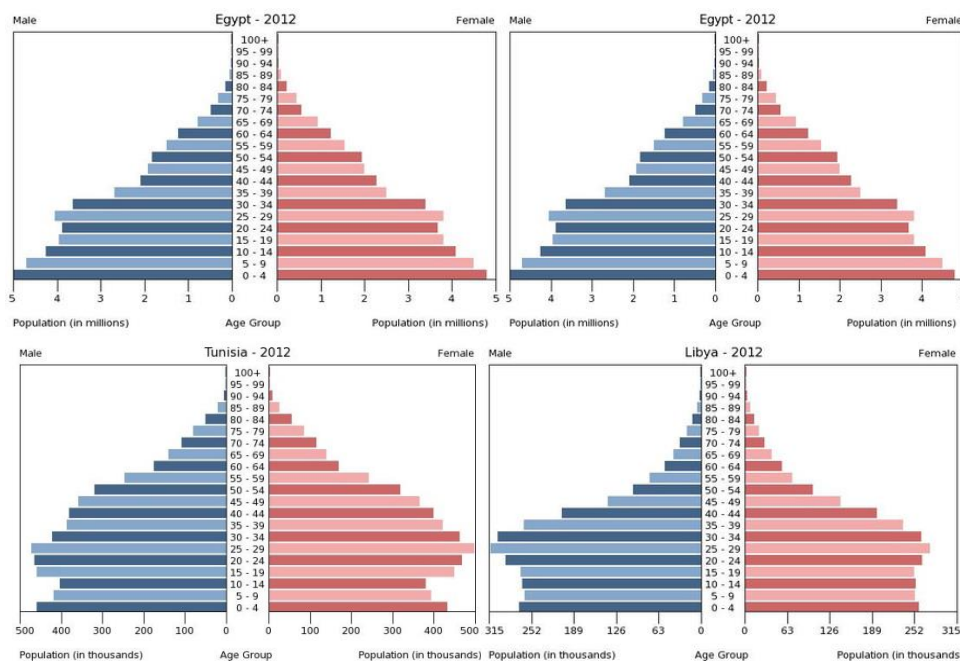 Male Egypt - 2012 Female
100+
95 - 99
90 - 94
85 - 89
80 - 84
75 - 79
70 - 74
65 - 69
60 - 64
55 - 59
50 - 54
45 - 49
40 - 44
35 - 39
30 - 34
25 - 29
20 - 24
15 - 19
10 - 14
5 - 9
0 - 4
5 4 3 2 1 0 0 1 2 3 4 5
Population (in millions) Age Group Population (in millions)
Male Egypt - 2012 Fema
100+
95 - 99
90 - 94
85 - 89
80 - 84
75 - 79
70 - 74
65 - 69
60 - 64
55 - 59
50 - 54
45 - 49
40 - 44
35 - 39
30 - 34
25 - 29
20 - 24
15 - 19
10 - 14
5 - 9
0 - 4
5 4 3 2 1 0 0 1 2 3 4
Population (in millions) Age Group Population (in millions)
Male Tunisia - 2012 Female
100+
95 - 99
90 - 94
85 - 89
80 - 84
75 - 79
70 - 74
65 - 69
60 - 64
55 - 59
50 - 54
45 - 49
40 - 44
35 - 39
30 - 34
25 - 29
20 - 24
15 - 19
10 - 14
5 - 9
0 - 4
500 400 300 200 100 0 0 100 200 300 400 500
Population (in thousands) Age Group Population (in thousands)
Male Libya - 2012 Female
100+
95 - 99
90 - 94
85 - 89
80 - 84
75 - 79
70 - 74
65 - 69
60 - 64
55 - 59
50 - 54
45 - 49
40 - 44
35 - 39
30 - 34
25 - 29
20 - 24
15 - 19
10 - 14
5 - 9
0 - 4
315 252 189 126 63 0 0 63 126 189 252 315
Population (in thousands) Age Group Population (in thousands)